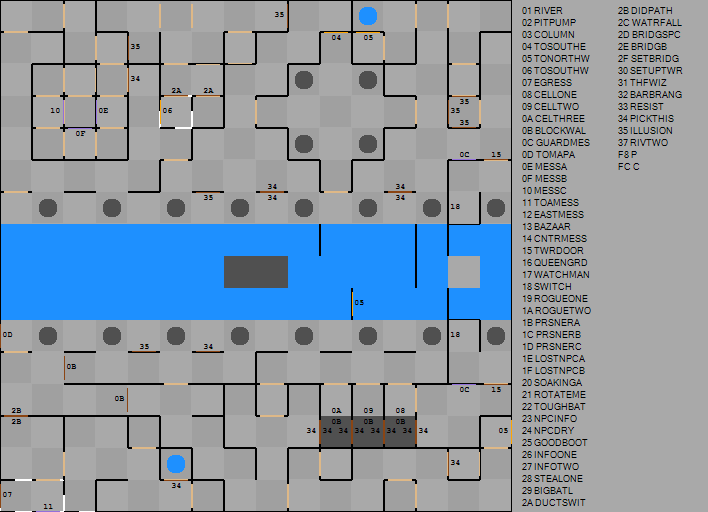 35
04 05
35
34
2A 2A
10 0E 06
0F
35
35
35
0C 15
34 34
35 34 34
18
05
0D
18
35 34
0B
0C 15
0B
2B 0A 09 08
2B 0B 0B 0B
34 34 34 34 34 34 34 34 05
34
34
07
11
01 RIVER
02 PITPUMP
03 COLUMN
04 TOSOUTHE
05 TONORTHW
06 TOSOUTHW
07 EGRESS
08 CELLONE
09 CELLTWO
0A CELTHREE
0B BLOCKWAL
0C GUARDMES
0D TOMAPA
0E MESSA
0F MESSB
10 MESSC
11 TOAMESS
12 EASTMESS
13 BAZAAR
14 CNTRMESS
15 TWRDOOR
16 QUEENGRD
17 WATCHMAN
18 SWITCH
19 ROGUEONE
1A ROGUETWO
1B PRSNERA
1C PRSNERB
1D PRSNERC
1E LOSTNPCA
1F LOSTNPCB
20 SOAKINGA
21 ROTATEME
22 TOUGHBAT
23 NPCINFO
24 NPCDRY
25 GOODBOOT
26 INFOONE
27 INFOTWO
28 STEALONE
29 BIGBATL
2A DUCTSWIT
2B DIDPATH
2C WATRFALL
2D BRIDGSPC
2E BRIDGB
2F SETBRIDG
30 SETUPTWR
31 THFWIZ
32 BARBRANG
33 RESIST
34 PICKTHIS
35 ILLUSION
37 RIVTWO
F8 P
FC C